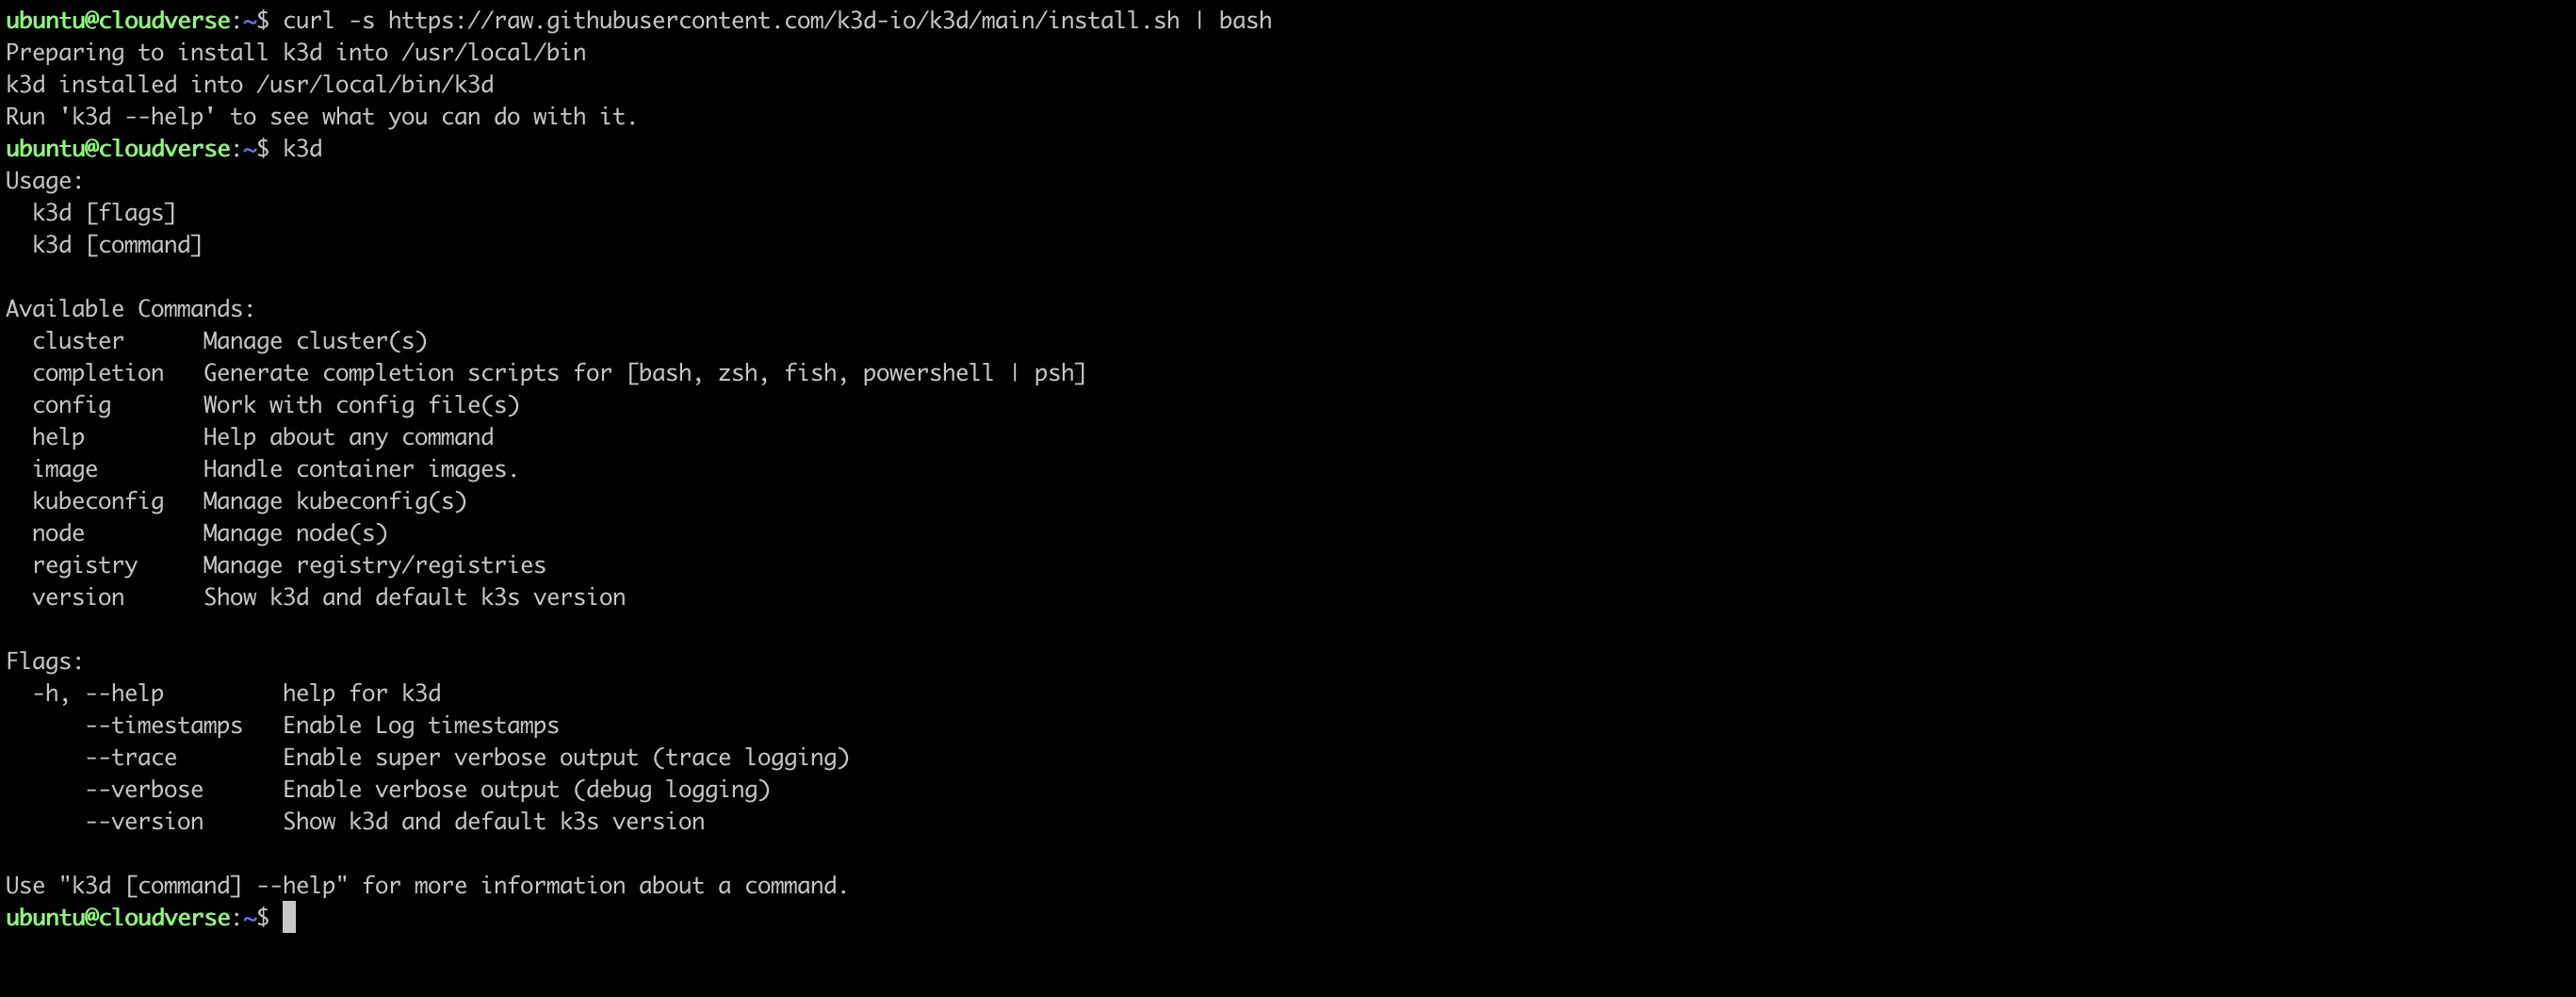 ubuntu@cloudverse:~$ curl -s https://raw.githubusercontent.com/k3d-io/k3d/main/install.sh | bash
Preparing to install k3d into /usr/local/bin
k3d installed into /usr/local/bin/k3d
Run 'k3d --help' to see what you can do with it.
ubuntu@cloudverse:~$ k3d
Usage:
  k3d [flags]
  k3d [command]

Available Commands:
  cluster      Manage cluster(s)
  completion   Generate completion scripts for [bash, zsh, fish, powershell | psh]
  config       Work with config file(s)
  help         Help about any command
  image        Handle container images.
  kubeconfig   Manage kubeconfig(s)
  node         Manage node(s)
  registry     Manage registry/registries
  version      Show k3d and default k3s version

Flags:
  -h, --help         help for k3d
      --timestamps   Enable Log timestamps
      --trace        Enable super verbose output (trace logging)
      --verbose      Enable verbose output (debug logging)
      --version      Show k3d and default k3s version

Use "k3d [command] --help" for more information about a command.
ubuntu@cloudverse:~$